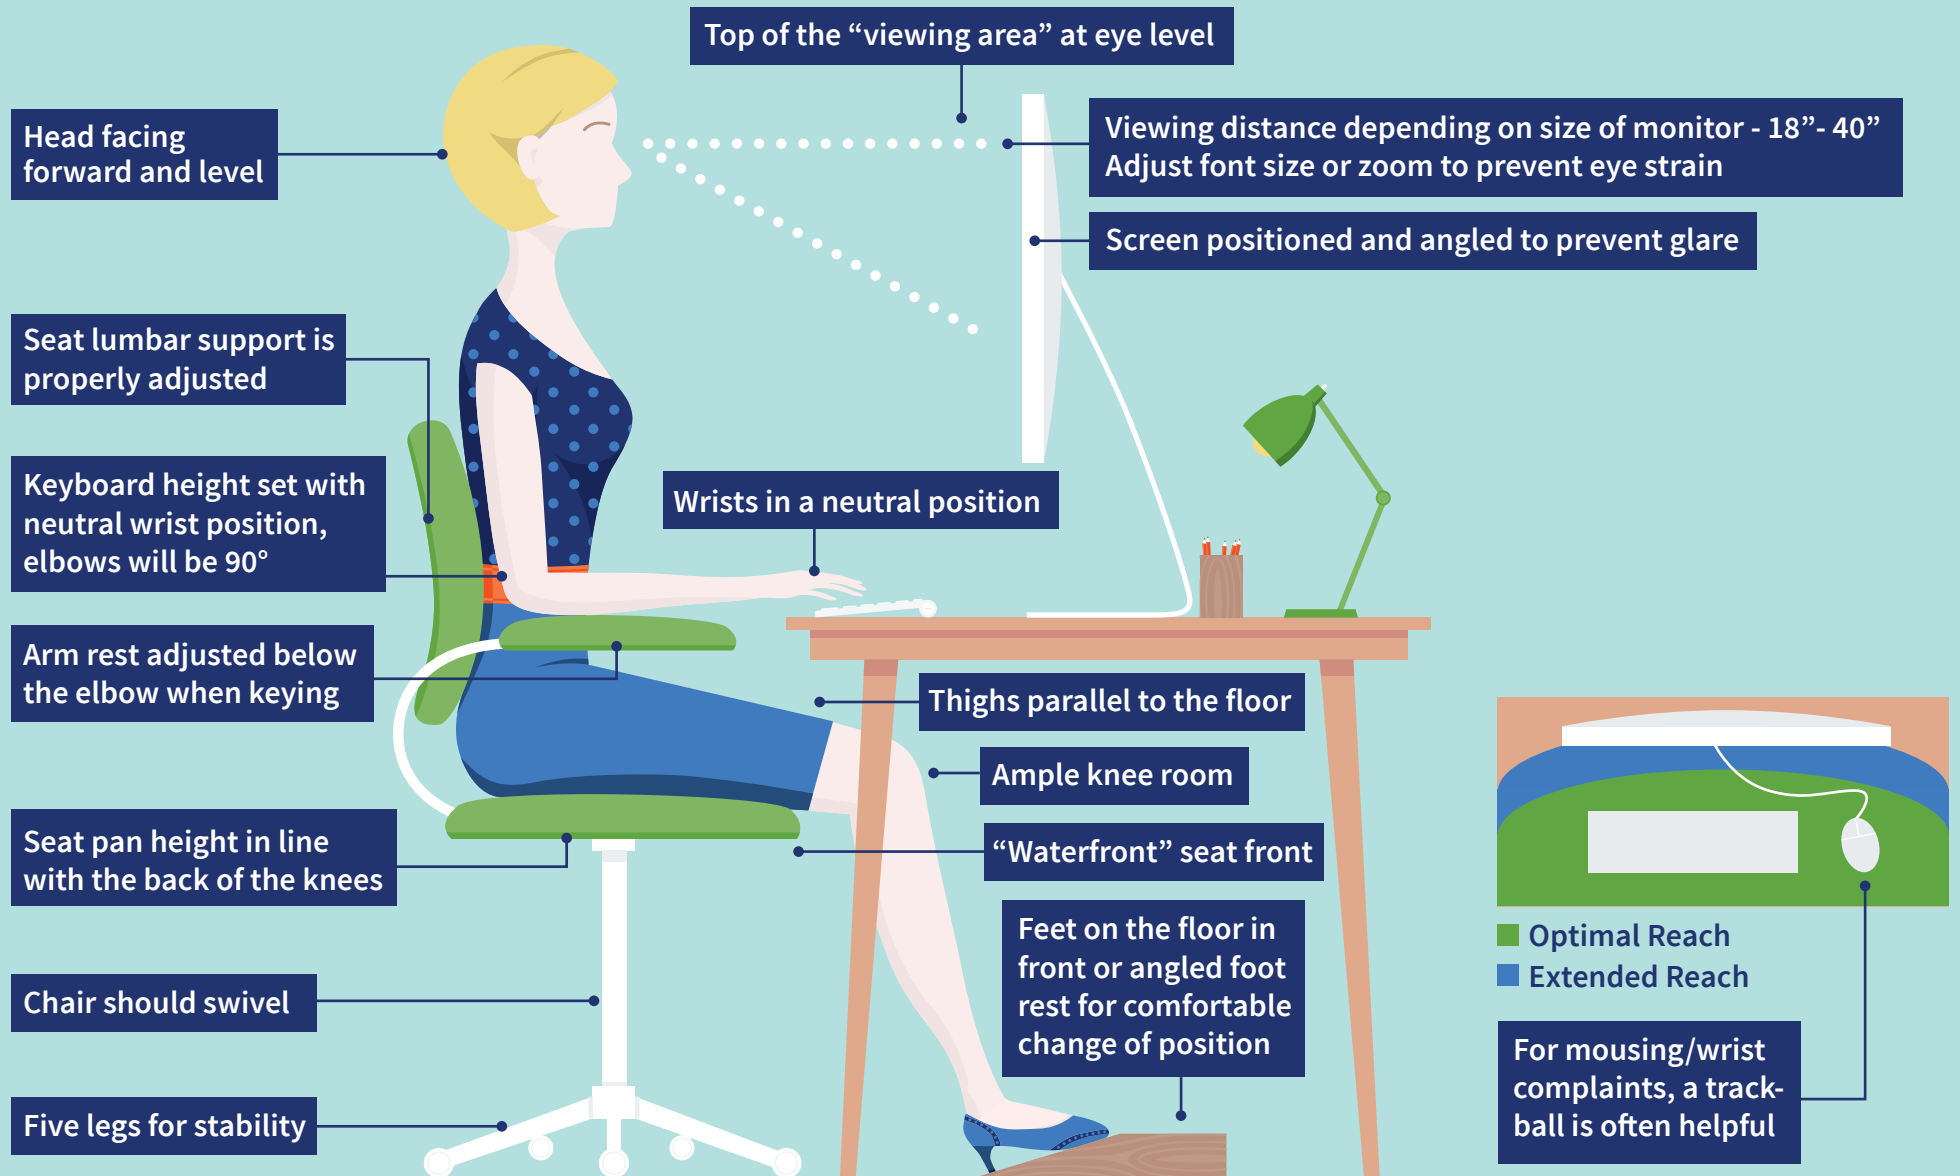 Top of the “viewing area” at eye level
Head facing
forward and level
Viewing distance depending on size of monitor - 18”- 40”
Adjust font size or zoom to prevent eye strain
Screen positioned and angled to prevent glare
Seat lumbar support is
properly adjusted
Keyboard height set with
neutral wrist position,
elbows will be 90°
Wrists in a neutral position
Arm rest adjusted below
the elbow when keying
Thighs parallel to the floor
Ample knee room
Seat pan height in line
with the back of the knees
“Waterfront” seat front
Feet on the floor in
front or angled foot
rest for comfortable
change of position
Chair should swivel
Five legs for stability
Optimal Reach
Extended Reach
For mousing/wrist
complaints, a track-
ball is often helpful